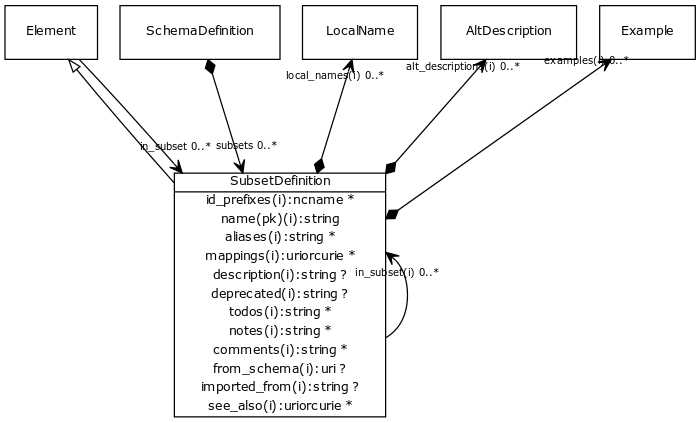 Element
SchemaDefinition
LocalName
AltDescription
Example
local_names(i) 0..*
alt_descriptions(i) 0..*
examples(i) 0..*
in_subset 0..*
subsets 0..*
SubsetDefinition
id_prefixes(i):ncname *
name(pk)(i):string
aliases(i):string *
mappings(i):uriorcurie *
description(i):string ?
in_subset(i) 0..*
deprecated(i):string ?
todos(i):string *
notes(i):string *
comments(i):string *
from_schema(i):uri ?
imported_from(i):string ?
see_also(i):uriorcurie *